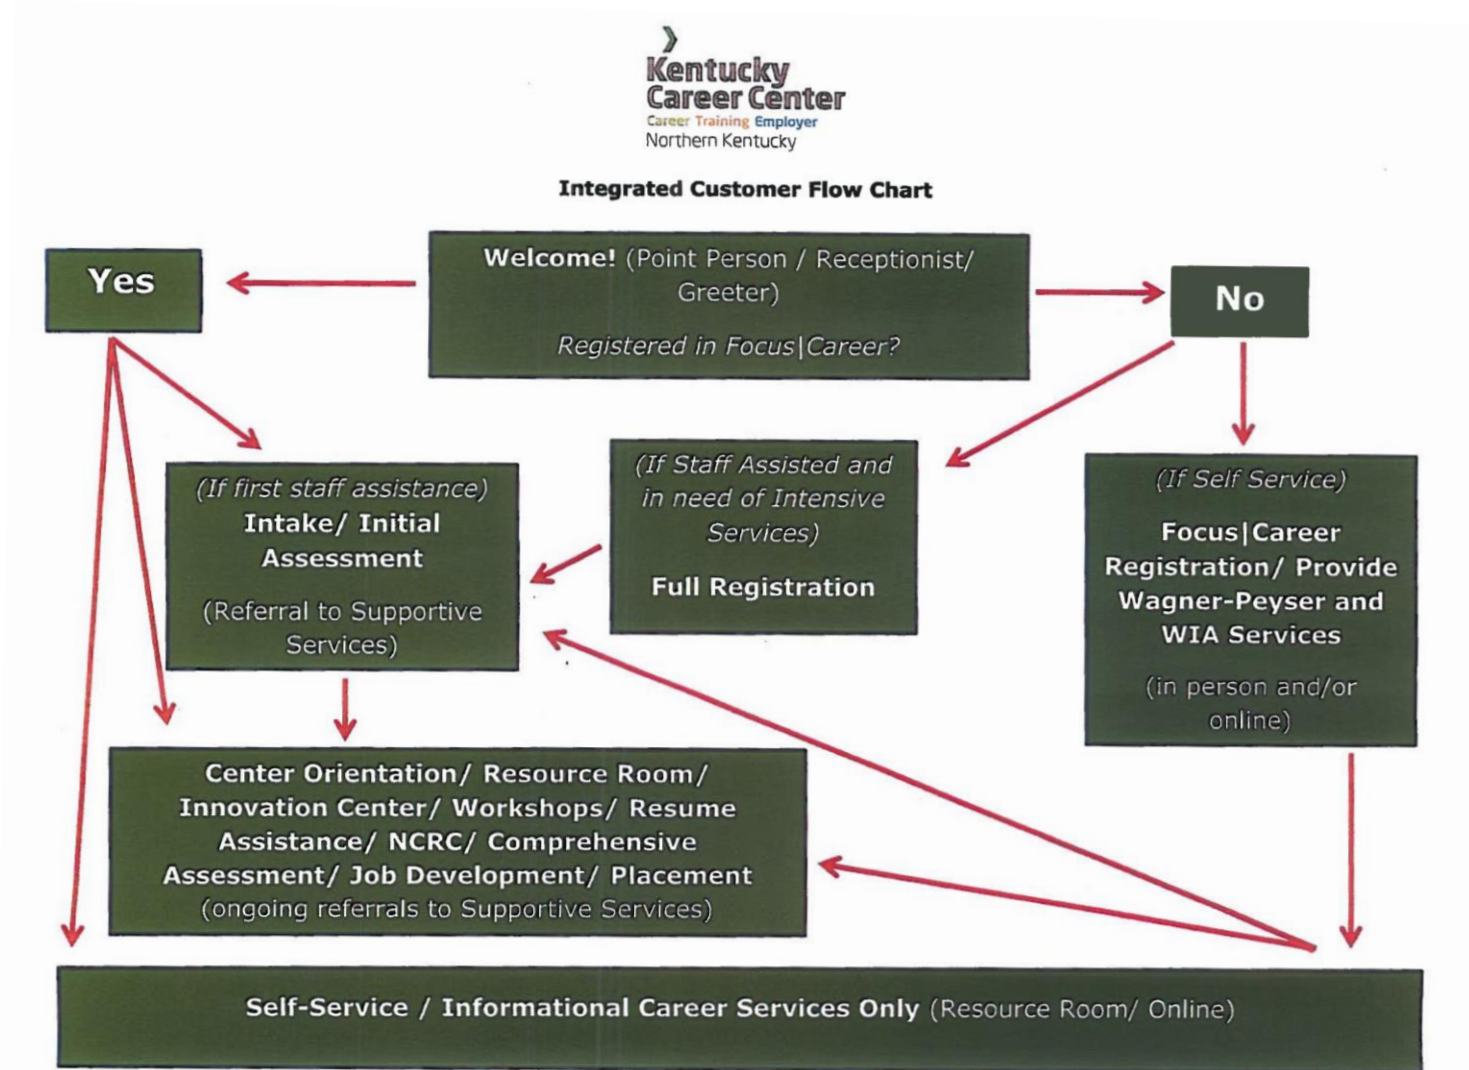 Kentucky
Career Center
Career Training Employer
Northern Kentucky
Integrated Customer Flow Chart
Yes
Welcome! (Point Person / Receptionist/
Greeter)
Registered in Focus|Career?
No
(If first staff assistance)
Intake/ Initial
Assessment
(Referral to Supportive
Services)
(If Staff Assisted and
in need of Intensive
Services)
Full Registration
(If Self Service)
Focus|Career
Registration/ Provide
Wagner-Peyser and
WIA Services
(in person and/or
online)
Center Orientation/ Resource Room/
Innovation Center/ Workshops/ Resume
Assistance/ NCRC/ Comprehensive
Assessment/ Job Development/ Placement
(ongoing referrals to Supportive Services)
Self-Service / Informational Career Services Only (Resource Room/ Online)